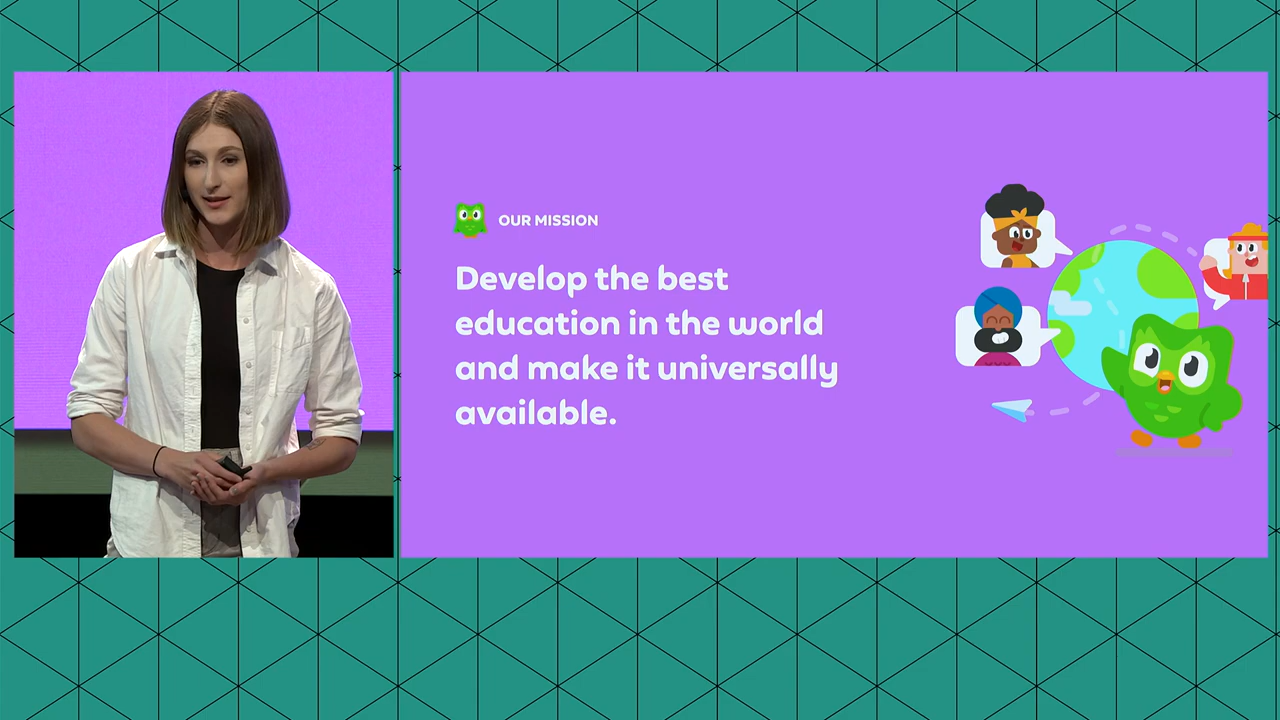 OUR MISSION
Develop the best
education in the world
and make it universally
available.